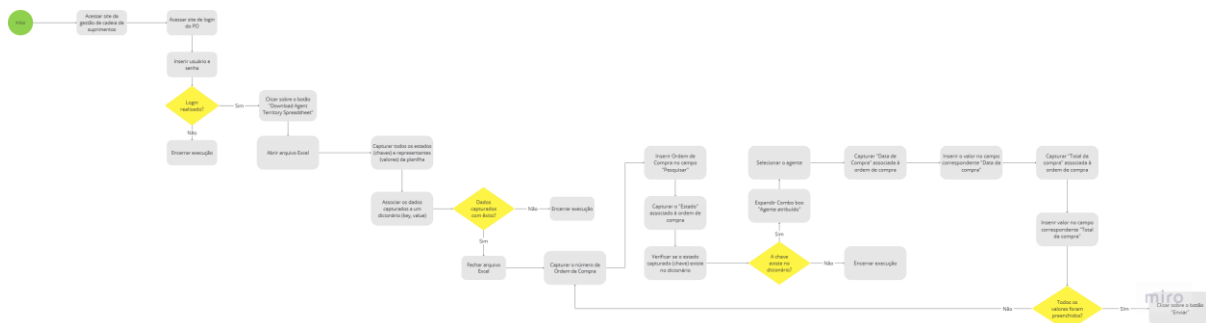 Início
Acessar site de
gestão de cadeia de
suprimentos
Acessar site de login
do PO
Inserir usuário e
senha
Login
realizado?
Sim
Não
Encerrar execução
Clicar sobre o botão
"Download Agent
Territory Spreadsheet"
Abrir arquivo Excel
Capturar todos os estados
(chaves) e representantes
(valores) da planilha
Associar os dados
capturados a um
dicionário (key, value)
Dados
capturados
com êxito?
Não
Encerrar execução
Sim
Fechar arquivo
Excel
Capturar o número de
Ordem de Compra
Inserir Ordem de
Compra no campo
"Pesquisar"
Capturar o "Estado"
associado à ordem
de compra
Verificar se o estado
capturado (chave) existe
no dicionário
A chave
existe no
dicionário?
Não
Encerrar execução
Sim
Expandir Combo box
"Agente atribuído"
Selecionar o agente
Capturar "Data de
Compra" associada à
ordem de compra
Inserir o valor no campo
correspondente "Data da
compra"
Capturar "Total da
compra" associada à
ordem de compra
Inserir valor no campo
correspondente "Total
da compra"
Todos os
valores foram
preenchidos?
Não
Sim
Clicar sobre o botão
"Enviar"
miro